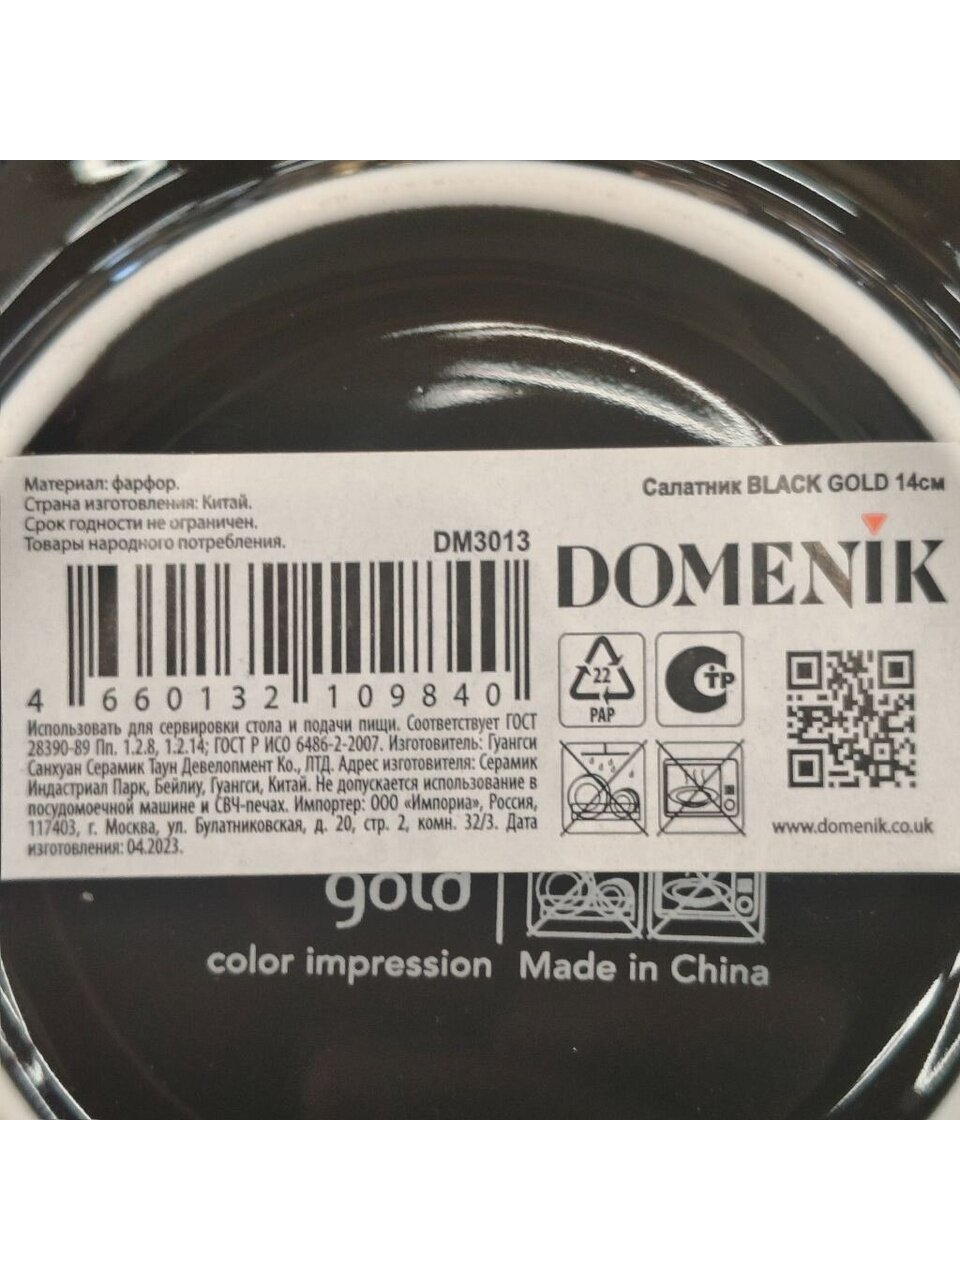 Материал: фарфор.
Страна изготовления: Китай.
Срок годности не ограничен.
Товары народного потребления.
DM3013
4 660132 109840
Использовать для сервировки стола и подачи пищи. Соответствует ГОСТ
28390-89 Пп. 1.2.8, 1.2.14; ГОСТ Р ИСО 6486-2-2007. Изготовитель: Гуангси
Санхуан Серамик Таун Девелопмент Ко., ЛТД. Адрес изготовителя: Серамик
Индастриал Парк, Бейлиу, Гуангси, Китай. Не допускается использование в
посудомоечной машине и СВЧ-печах. Импортер: ООО «Импориа», Россия,
117403, г. Москва, ул. Булатниковская, д. 20, стр. 2, комн. 32/3. Дата
изготовления: 04.2023.
Салатник BLACK GOLD 14см
DOMENIK
22
PAP
СТР
www.domenik.co.uk
gold
color impression
Made in China